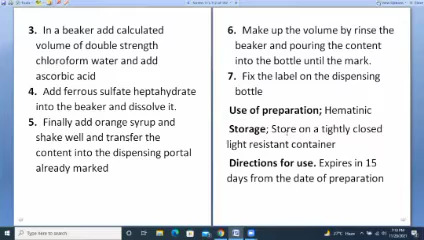 3. In a beaker add calculated
volume of double strength
chloroform water and add
ascorbic acid
4. Add ferrous sulfate heptahydrate
into the beaker and dissolve it.
5. Finally add orange syrup and
shake well and transfer the
content into the dispensing portal
already marked
6. Make up the volume by rinse the
beaker and pouring the content
into the bottle until the mark.
7. Fix the label on the dispensing
bottle
Use of preparation; Hematinic
Storage; Store on a tightly closed
light resistant container
Directions for use. Expires in 15
days from the date of preparation
Type here to search